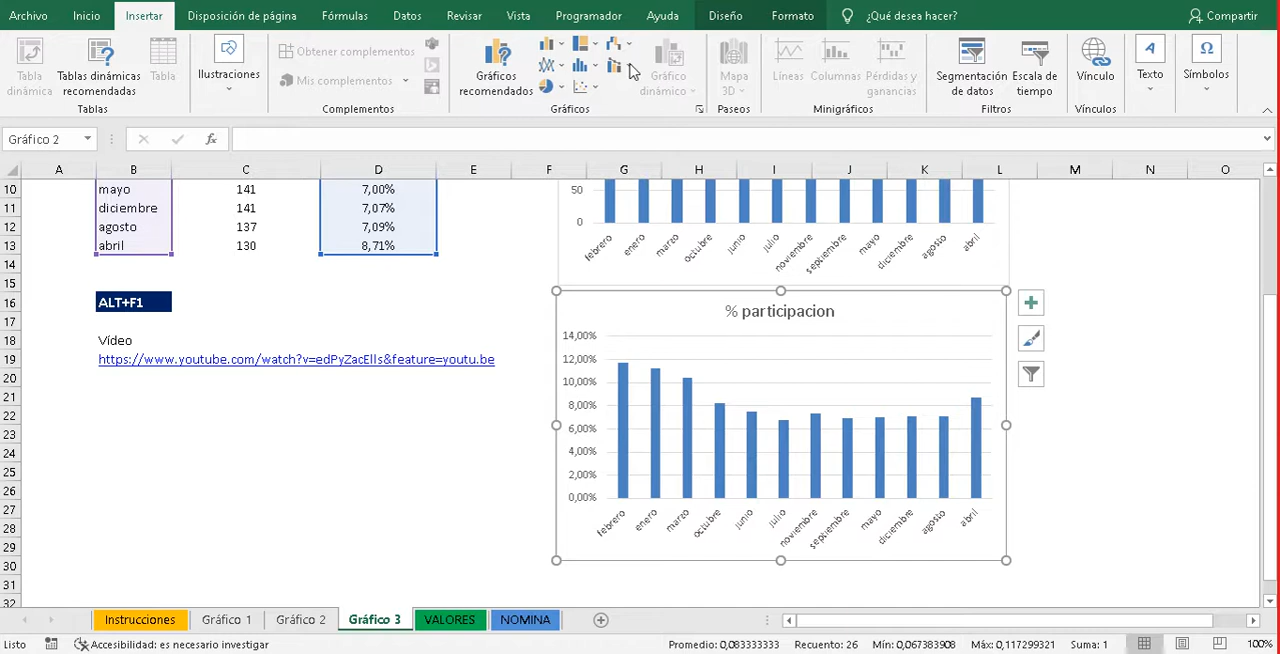 Archivo Inicio Insertar Disposición de página Fórmulas Datos Revisar Vista Programador Ayuda Diseño Formato ¿Qué desea hacer? Compartir
Tabla dinámica
Tablas dinámicas recomendadas
Tabla
Tablas
Ilustraciones
Obtener complementos
Mis complementos
Complementos
Gráficos recomendados
Gráfico dinámico
Gráficos
Mapa 3D
Paseos
Líneas
Columnas
Pérdidas y ganancias
Minigráficos
Segmentación de datos
Escala de tiempo
Filtros
Vínculo
Vínculos
Texto
Símbolos
Gráfico 2 fx
A B C D E F G H I J K L M N O
10 mayo 141 7,00%
11 diciembre 141 7,07%
12 agosto 137 7,09%
13 abril 130 8,71%
14
15
16 ALT+F1
17
18 Vídeo
19 https://www.youtube.com/watch?v=edPyZacEIIs&feature=youtu.be
20
21
22
23
24
25
26
27
28
29
30
31
32
50
0
febrero enero marzo octubre junio julio noviembre septiembre mayo diciembre agosto abril
% participacion
14,00%
12,00%
10,00%
8,00%
6,00%
4,00%
2,00%
0,00%
febrero enero marzo octubre junio julio noviembre septiembre mayo diciembre agosto abril
Instrucciones Gráfico 1 Gráfico 2 Gráfico 3 VALORES NOMINA
Listo Accesibilidad: es necesario investigar Promedio: 0,083333333 Recuento: 26 Mín: 0,067383908 Máx: 0,117299321 Suma: 1 100%